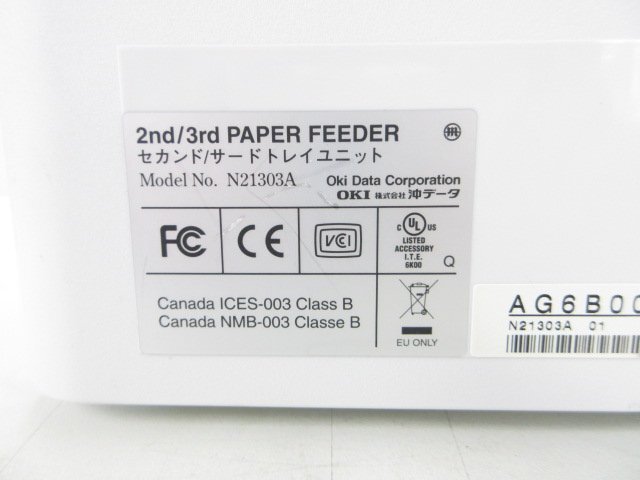 2nd/3rd PAPER FEEDER
セカンド/サードトレイユニット
Model No. N21303A
Oki Data Corporation
OKI 株式会社沖データ
FC
CE
VCI
C UL US
LISTED
ACCESSORY
I.T.E.
6K00
Q
Canada ICES-003 Class B
Canada NMB-003 Classe B
EU ONLY
AG6B00
N21303A 01